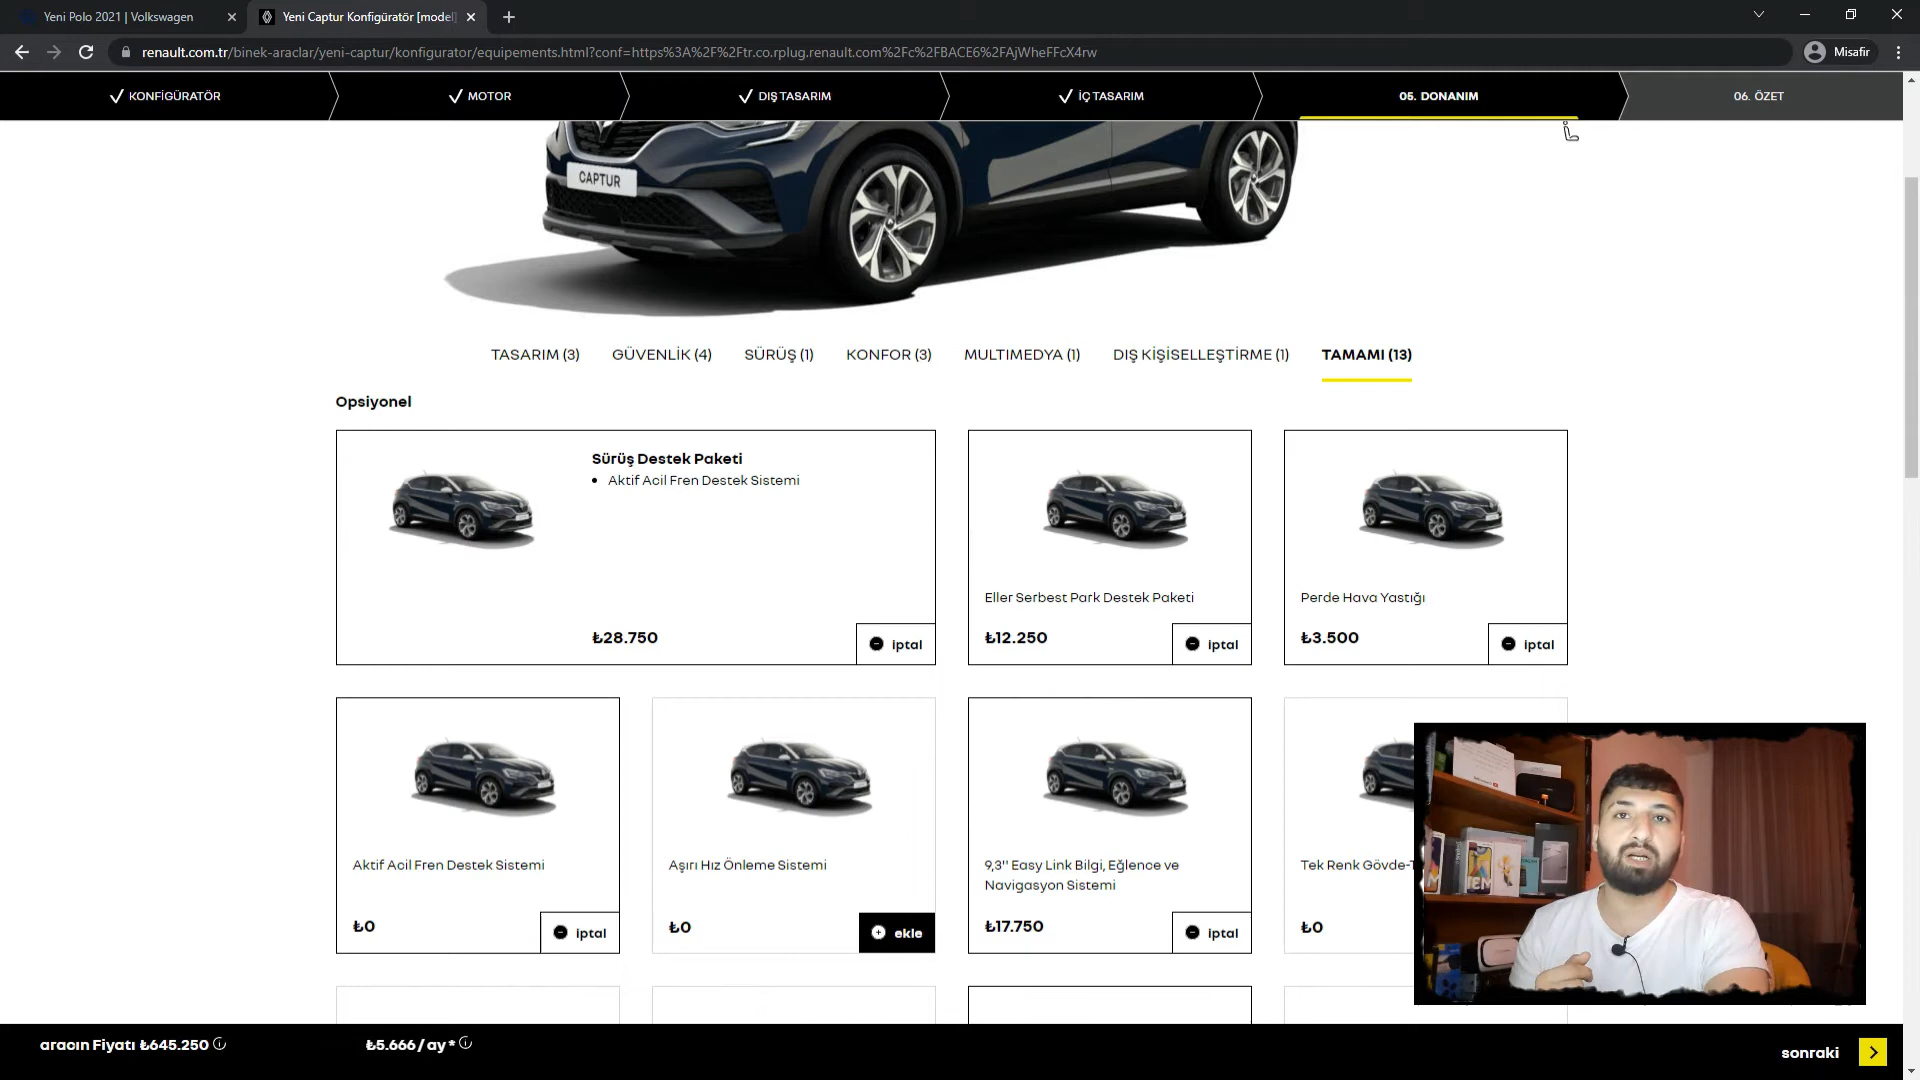 Yeni Polo 2021 | Volkswagen
Yeni Captur Konfigüratör [model]
renault.com.tr/binek-araclar/yeni-captur/konfigurator/equipements.html?conf=https%3A%2F%2Ftr.co.rplug.renault.com%2Fc%2FBACE6%2FAjWheFFcX4rw
Misafir
KONFİGÜRATÖR
MOTOR
DIŞ TASARIM
İÇ TASARIM
05. DONANIM
06. ÖZET
CAPTUR
TASARIM (3)
GÜVENLİK (4)
SÜRÜŞ (1)
KONFOR (3)
MULTIMEDYA (1)
DIŞ KİŞİSELLEŞTİRME (1)
TAMAMI (13)
Opsiyonel
Sürüş Destek Paketi
Aktif Acil Fren Destek Sistemi
₺28.750
iptal
Eller Serbest Park Destek Paketi
₺12.250
iptal
Perde Hava Yastığı
₺3.500
iptal
Aktif Acil Fren Destek Sistemi
₺0
iptal
Aşırı Hız Önleme Sistemi
₺0
ekle
9,3'' Easy Link Bilgi, Eğlence ve
Navigasyon Sistemi
₺17.750
iptal
Tek Renk Gövde-T
₺0
aracın Fiyatı ₺645.250
₺5.666 / ay *
sonraki